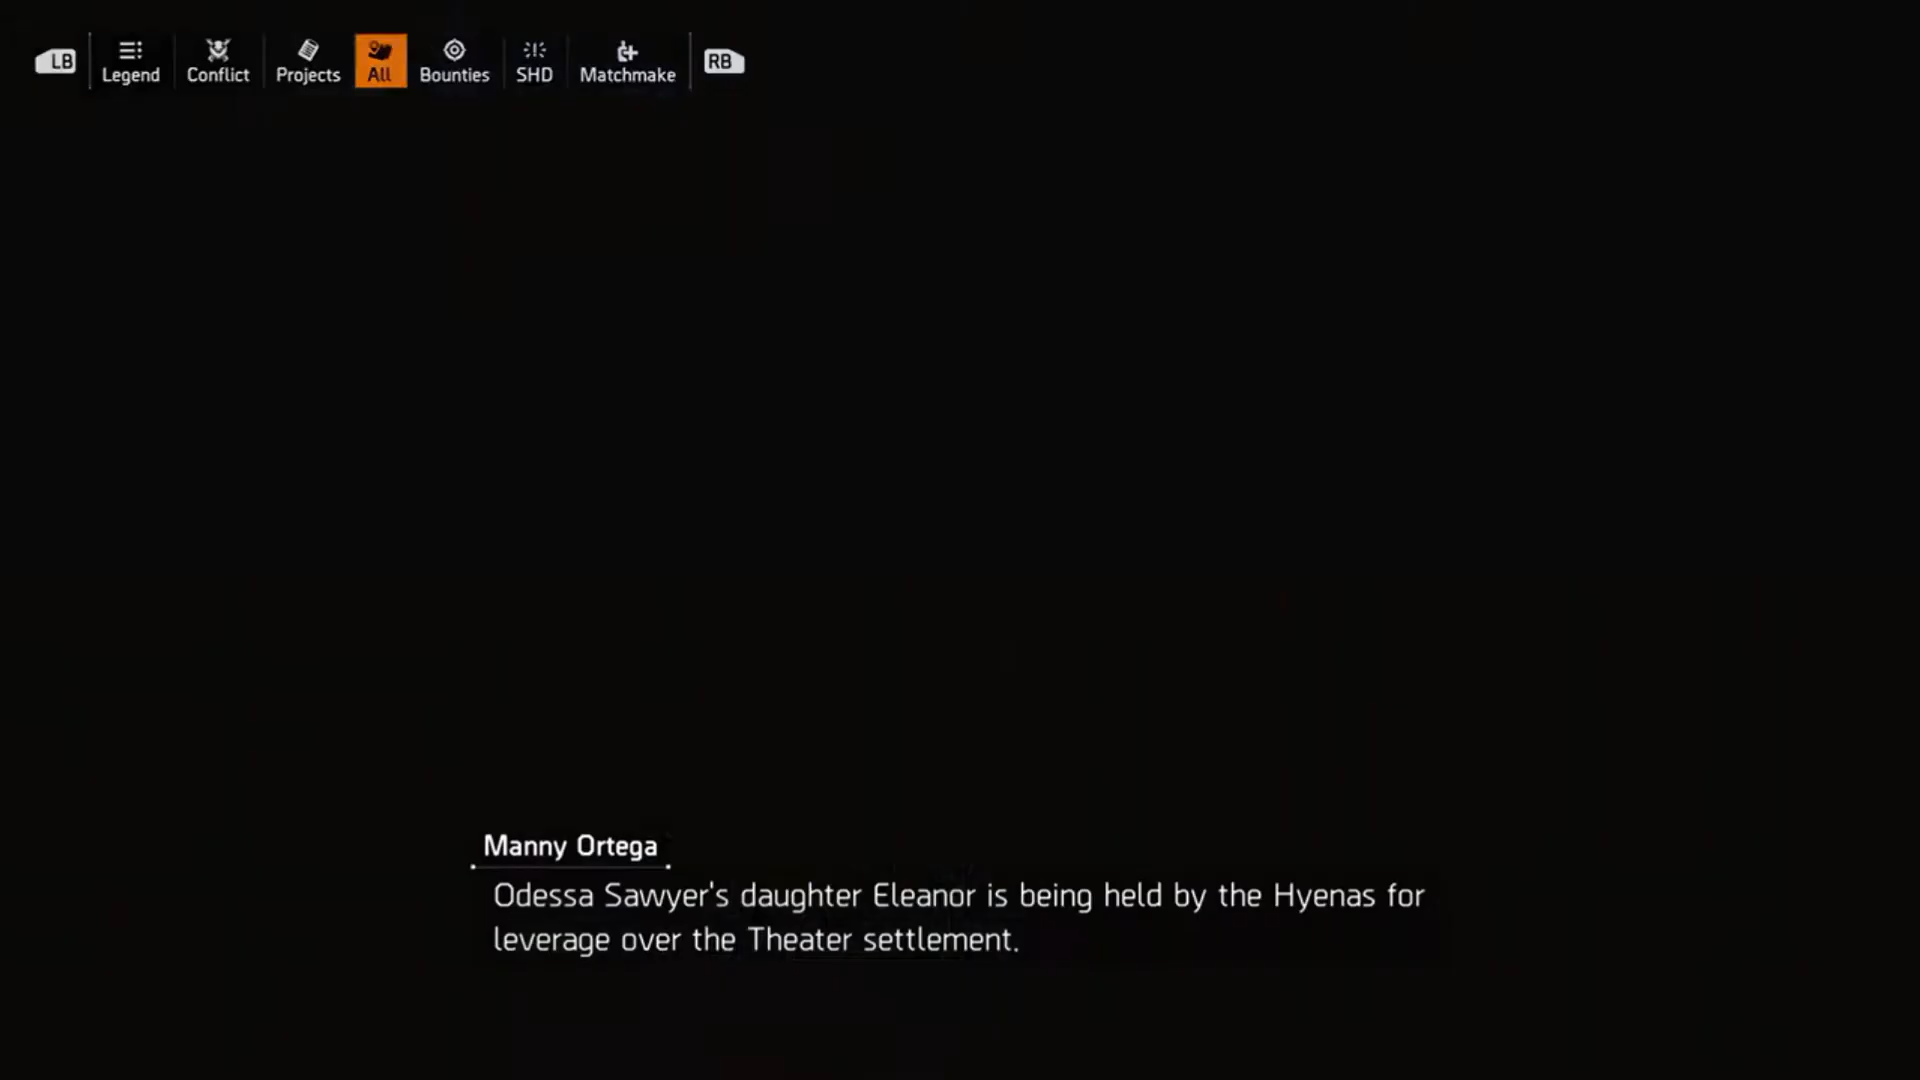 LB Legend Conflict Projects All Bounties SHD Matchmake RB
Manny Ortega
Odessa Sawyer's daughter Eleanor is being held by the Hyenas for
leverage over the Theater settlement.